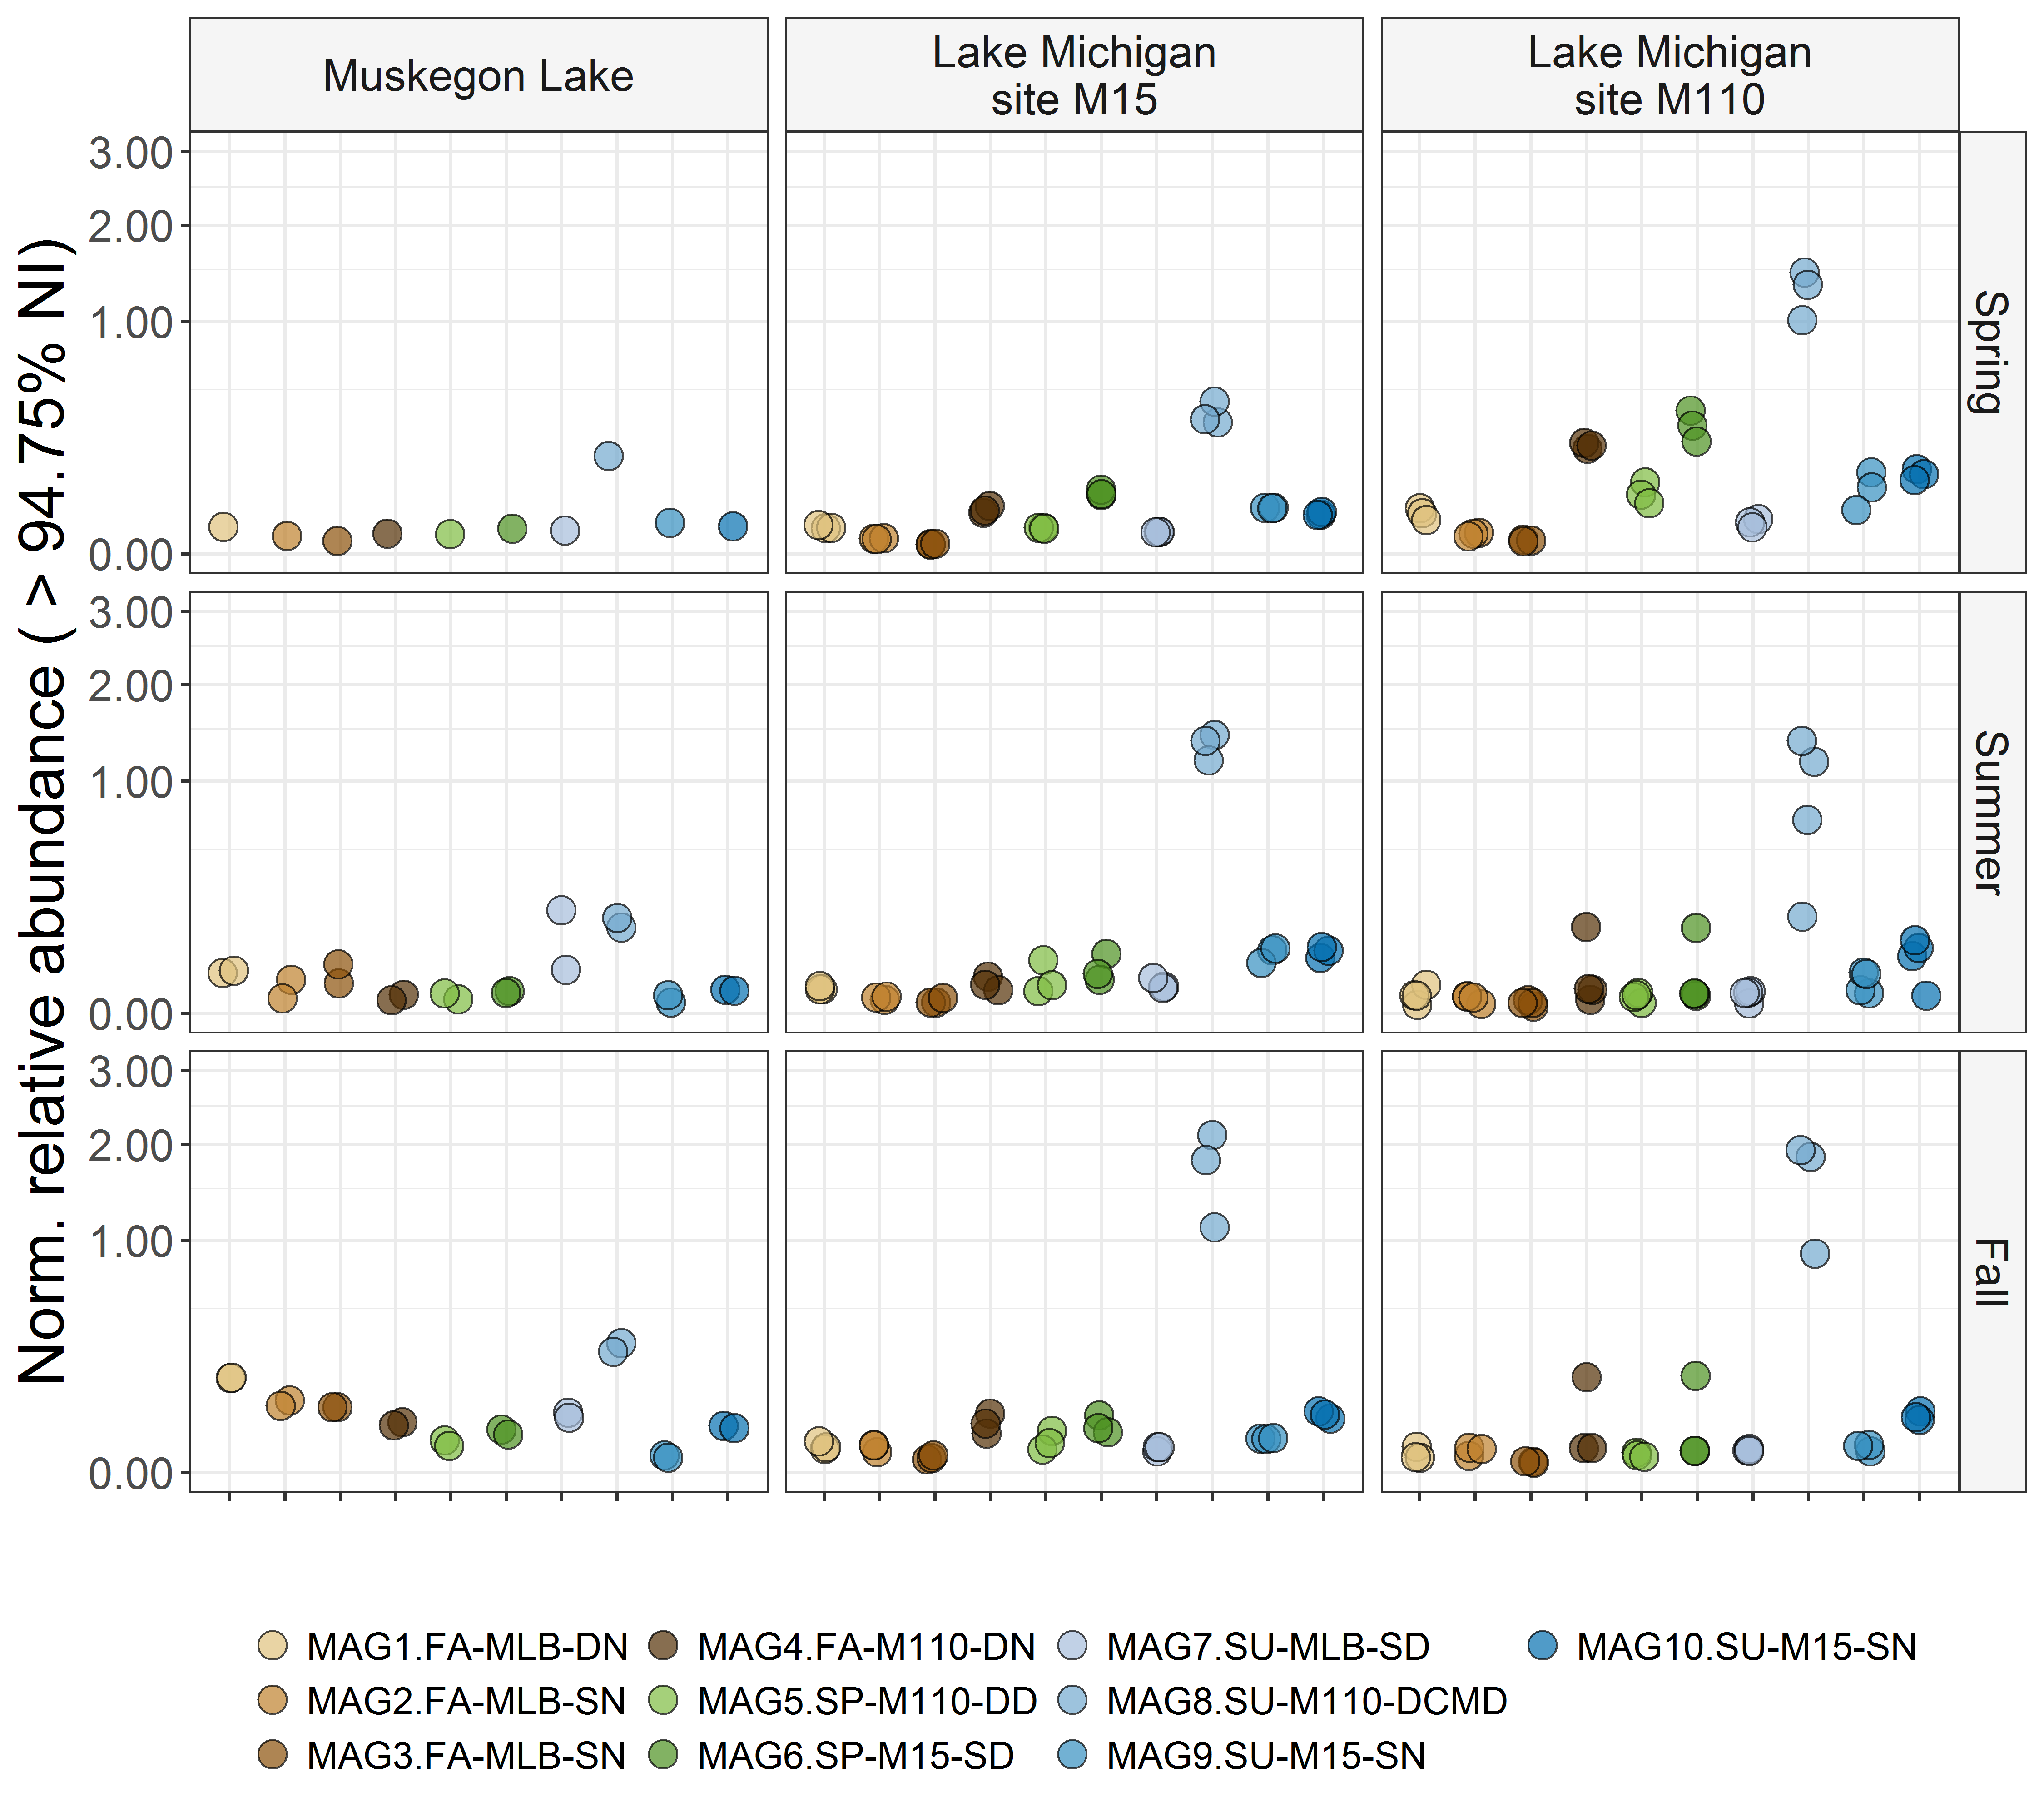 Muskegon Lake
Lake Michigan
site M15
Lake Michigan
site M110
Norm. relative abundance ( > 94.75% NI)
3.00
2.00
1.00
0.00
Spring
3.00
2.00
1.00
0.00
Summer
3.00
2.00
1.00
0.00
Fall
MAG1.FA-MLB-DN
MAG2.FA-MLB-SN
MAG3.FA-MLB-SN
MAG4.FA-M110-DN
MAG5.SP-M110-DD
MAG6.SP-M15-SD
MAG7.SU-MLB-SD
MAG8.SU-M110-DCMD
MAG9.SU-M15-SN
MAG10.SU-M15-SN